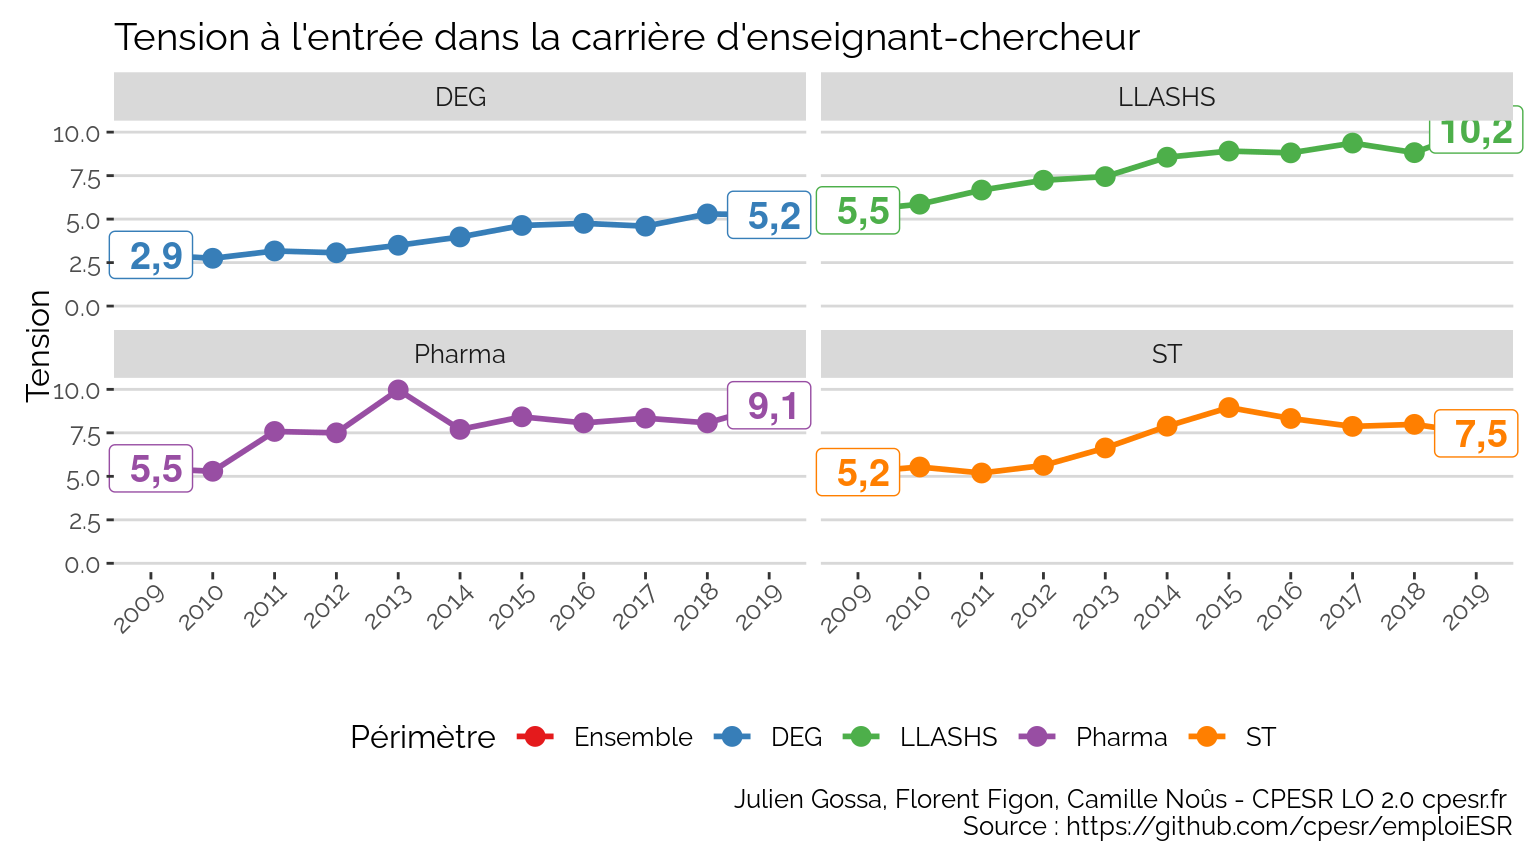 Tension à l'entrée dans la carrière d'enseignant-chercheur
DEG
LLASHS
Tension
10.0
7.5
5.0
2.5
0.0
2,9
5,2
5,5
10,2
Pharma
ST
10.0
7.5
5.0
2.5
0.0
5,5
9,1
5,2
7,5
2009 2010 2011 2012 2013 2014 2015 2016 2017 2018 2019
2009 2010 2011 2012 2013 2014 2015 2016 2017 2018 2019
Périmètre Ensemble DEG LLASHS Pharma ST
Julien Gossa, Florent Figon, Camille Noûs - CPESR LO 2.0 cpesr.fr
Source : https://github.com/cpesr/emploiESR